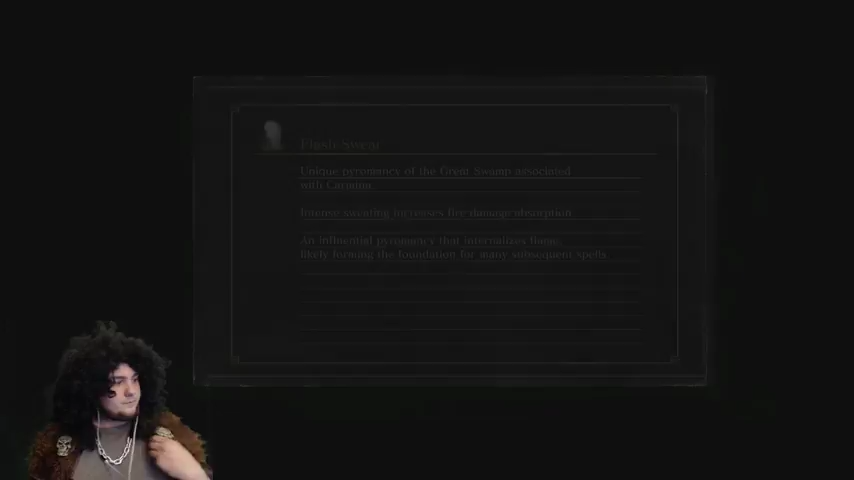 Flash Sweat
Unique pyromancy of the Great Swamp associated
with Carmina.
Intense sweating increases fire damage absorption.
An influential pyromancy that internalizes flame,
likely forming the foundation for many subsequent spells.